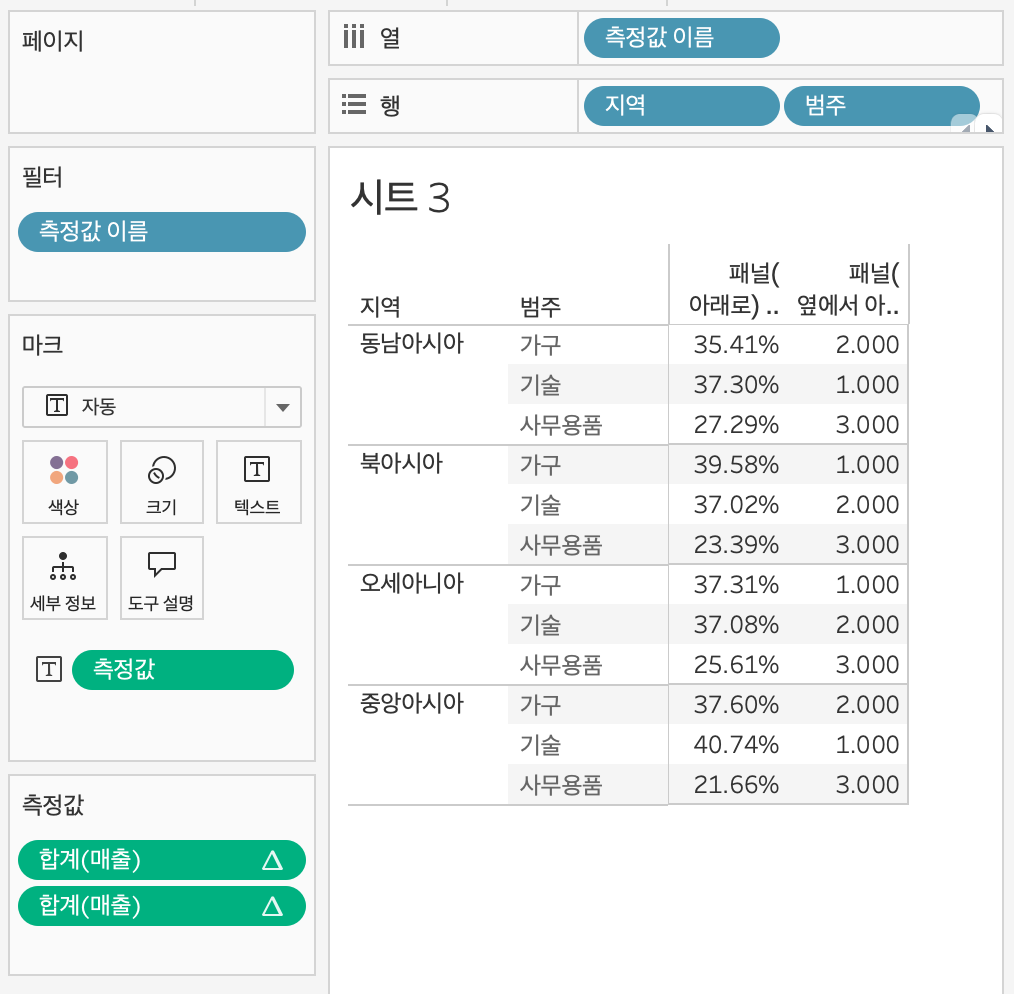 페이지
열
측정값 이름
행
지역
범주
필터
측정값 이름
마크
자동
색상
크기
텍스트
세부 정보
도구 설명
측정값
측정값
합계(매출)
합계(매출)
시트 3
지역 범주 패널( 아래로) .. 패널( 옆에서 아..
동남아시아 가구 35.41% 2.000
기술 37.30% 1.000
사무용품 27.29% 3.000
북아시아 가구 39.58% 1.000
기술 37.02% 2.000
사무용품 23.39% 3.000
오세아니아 가구 37.31% 1.000
기술 37.08% 2.000
사무용품 25.61% 3.000
중앙아시아 가구 37.60% 2.000
기술 40.74% 1.000
사무용품 21.66% 3.000